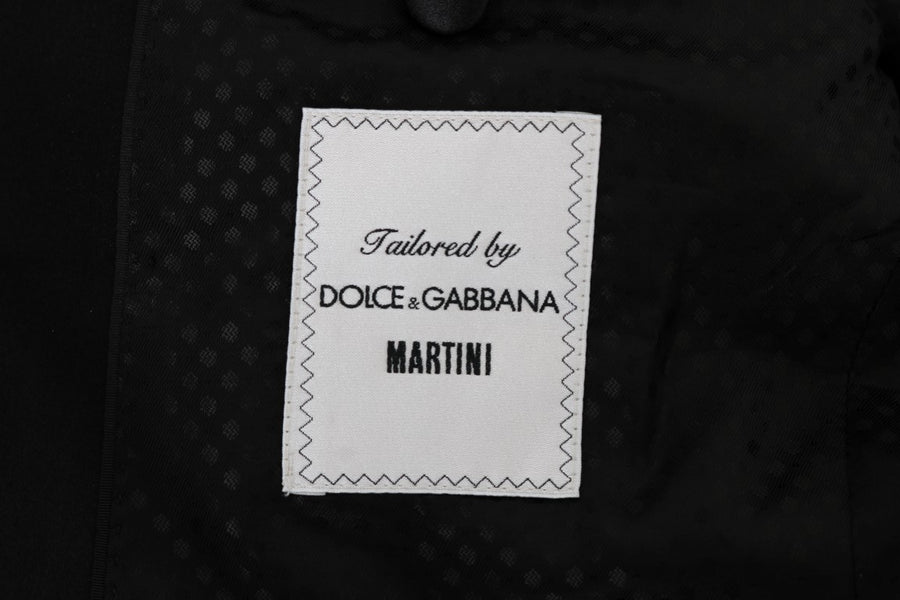 Tailored by
DOLCE & GABBANA
MARTINI